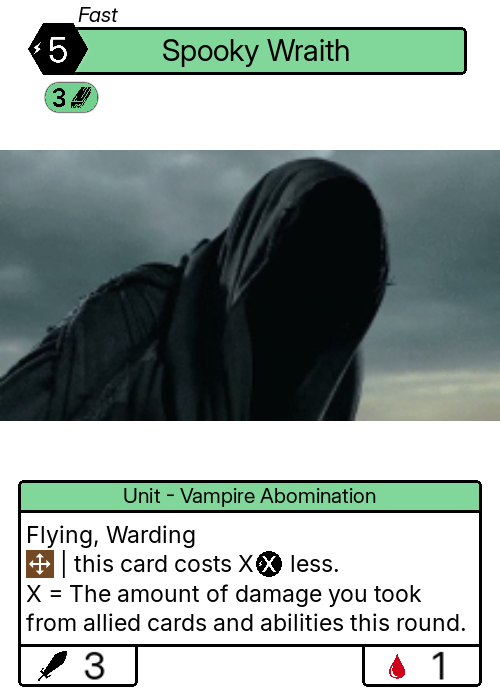 Fast
5 Spooky Wraith
3
Unit - Vampire Abomination
Flying, Warding
| this card costs X X less.
X = The amount of damage you took
from allied cards and abilities this round.
3 1